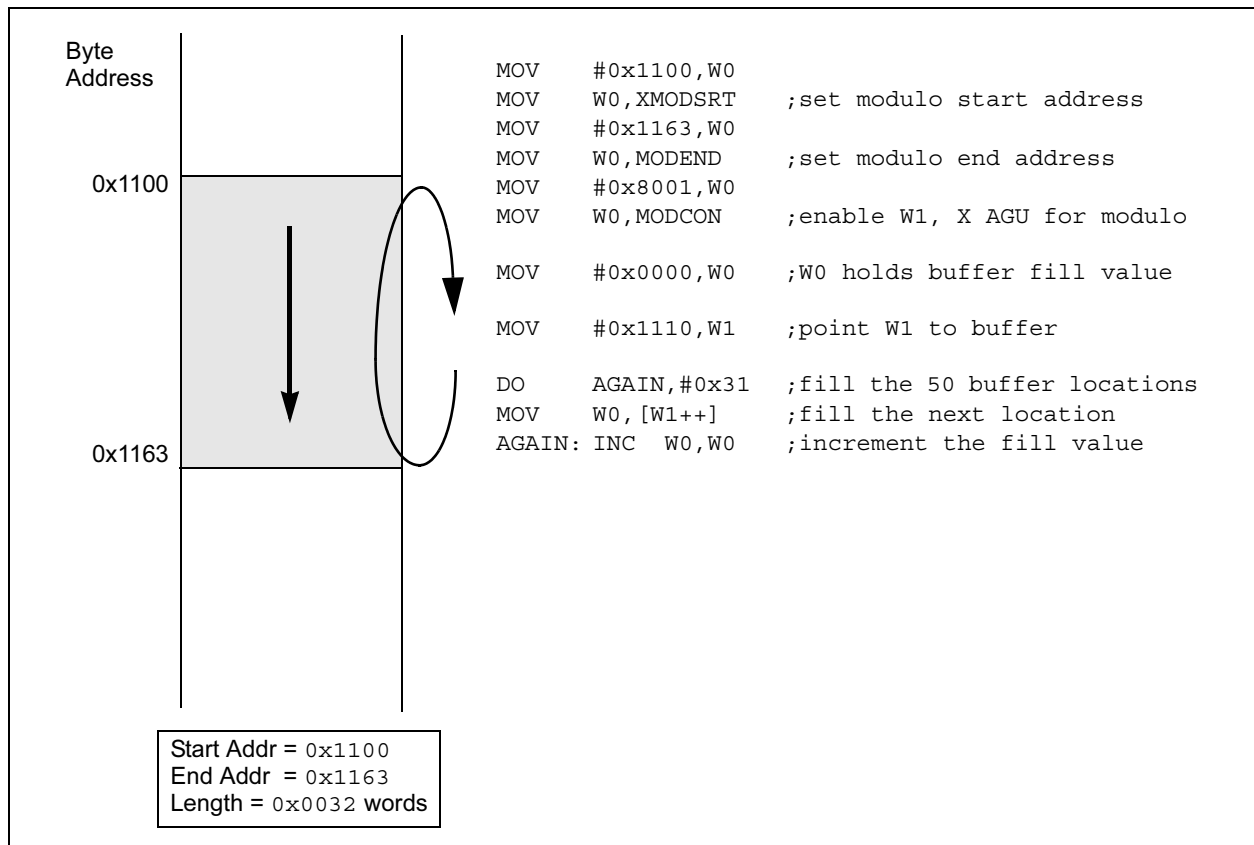 Byte
Address
0x1100
0x1163
MOV #0x1100,W0
MOV W0,XMODSRT ;set modulo start address
MOV #0x1163,W0
MOV W0,MODEND ;set modulo end address
MOV #0x8001,W0
MOV W0,MODCON ;enable W1, X AGU for modulo
MOV #0x0000,W0 ;W0 holds buffer fill value
MOV #0x1110,W1 ;point W1 to buffer
DO AGAIN,#0x31 ;fill the 50 buffer locations
MOV W0,[W1++] ;fill the next location
AGAIN: INC W0,W0 ;increment the fill value
Start Addr = 0x1100
End Addr = 0x1163
Length = 0x0032 words